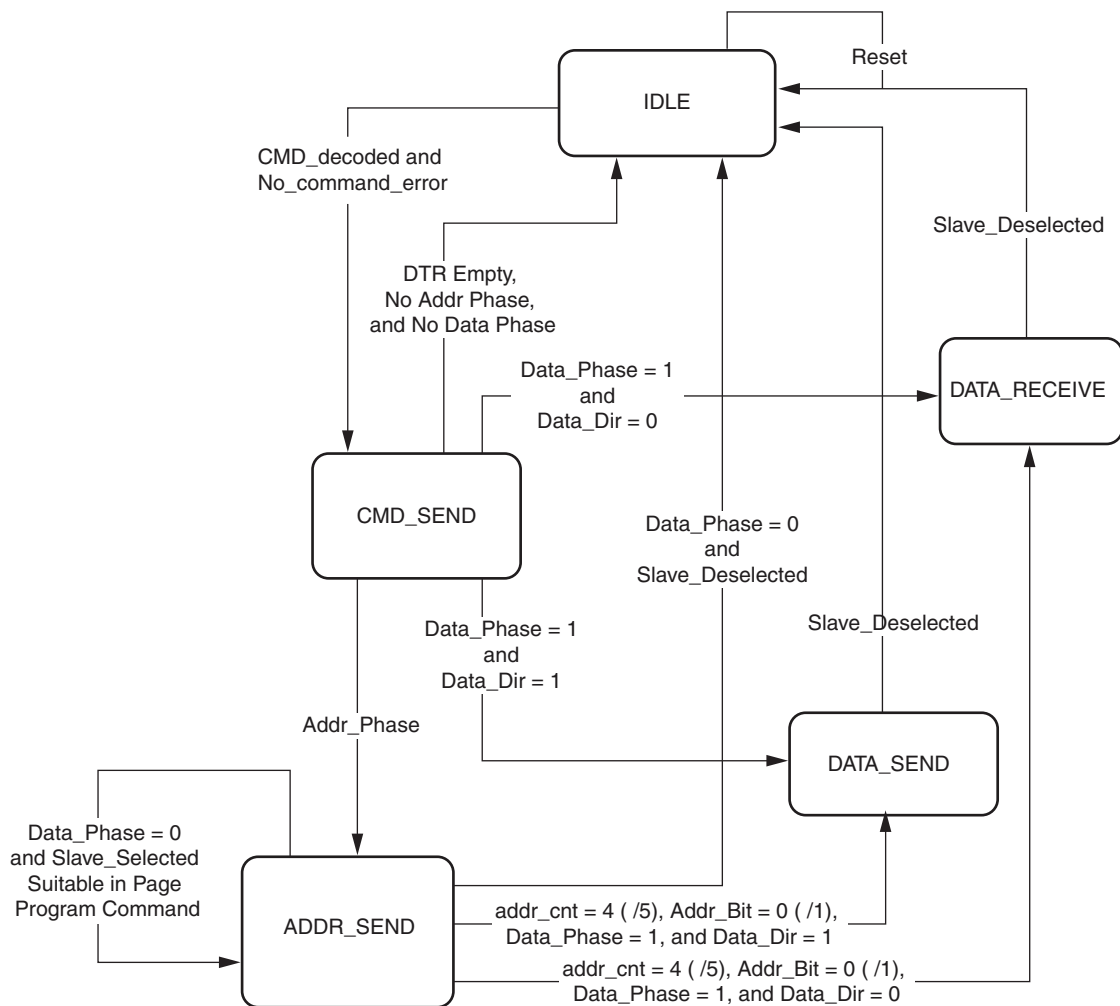 Reset
IDLE
CMD_decoded and
No_command_error
Slave_Deselected
DTR Empty,
No Addr Phase,
and No Data Phase
Data_Phase = 1
and
Data_Dir = 0
DATA_RECEIVE
CMD_SEND
Data_Phase = 0
and
Slave_Deselected
Data_Phase = 1
and
Data_Dir = 1
Slave_Deselected
Addr_Phase
DATA_SEND
Data_Phase = 0
and Slave_Selected
Suitable in Page
Program Command
ADDR_SEND
addr_cnt = 4 ( /5), Addr_Bit = 0 ( /1),
Data_Phase = 1, and Data_Dir = 1
addr_cnt = 4 ( /5), Addr_Bit = 0 ( /1),
Data_Phase = 1, and Data_Dir = 0